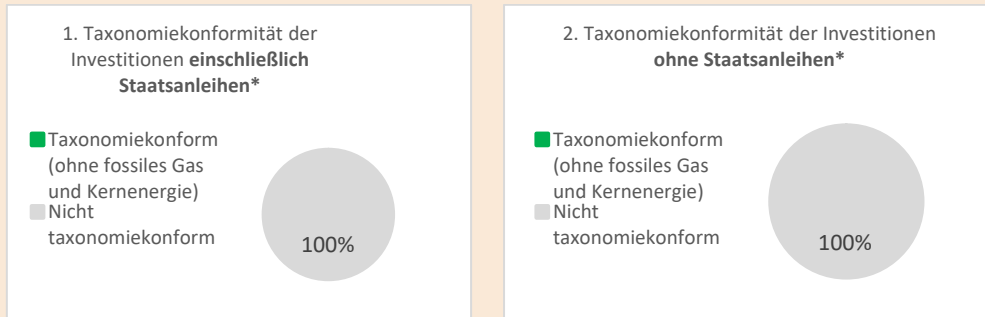 1. Taxonomiekonformität der
Investitionen einschließlich
Staatsanleihen*
Taxonomiekonform
(ohne fossiles Gas
und Kernenergie)
Nicht
taxonomiekonform
100%
2. Taxonomiekonformität der Investitionen
ohne Staatsanleihen*
Taxonomiekonform
(ohne fossiles Gas
und Kernenergie)
Nicht
taxonomiekonform
100%